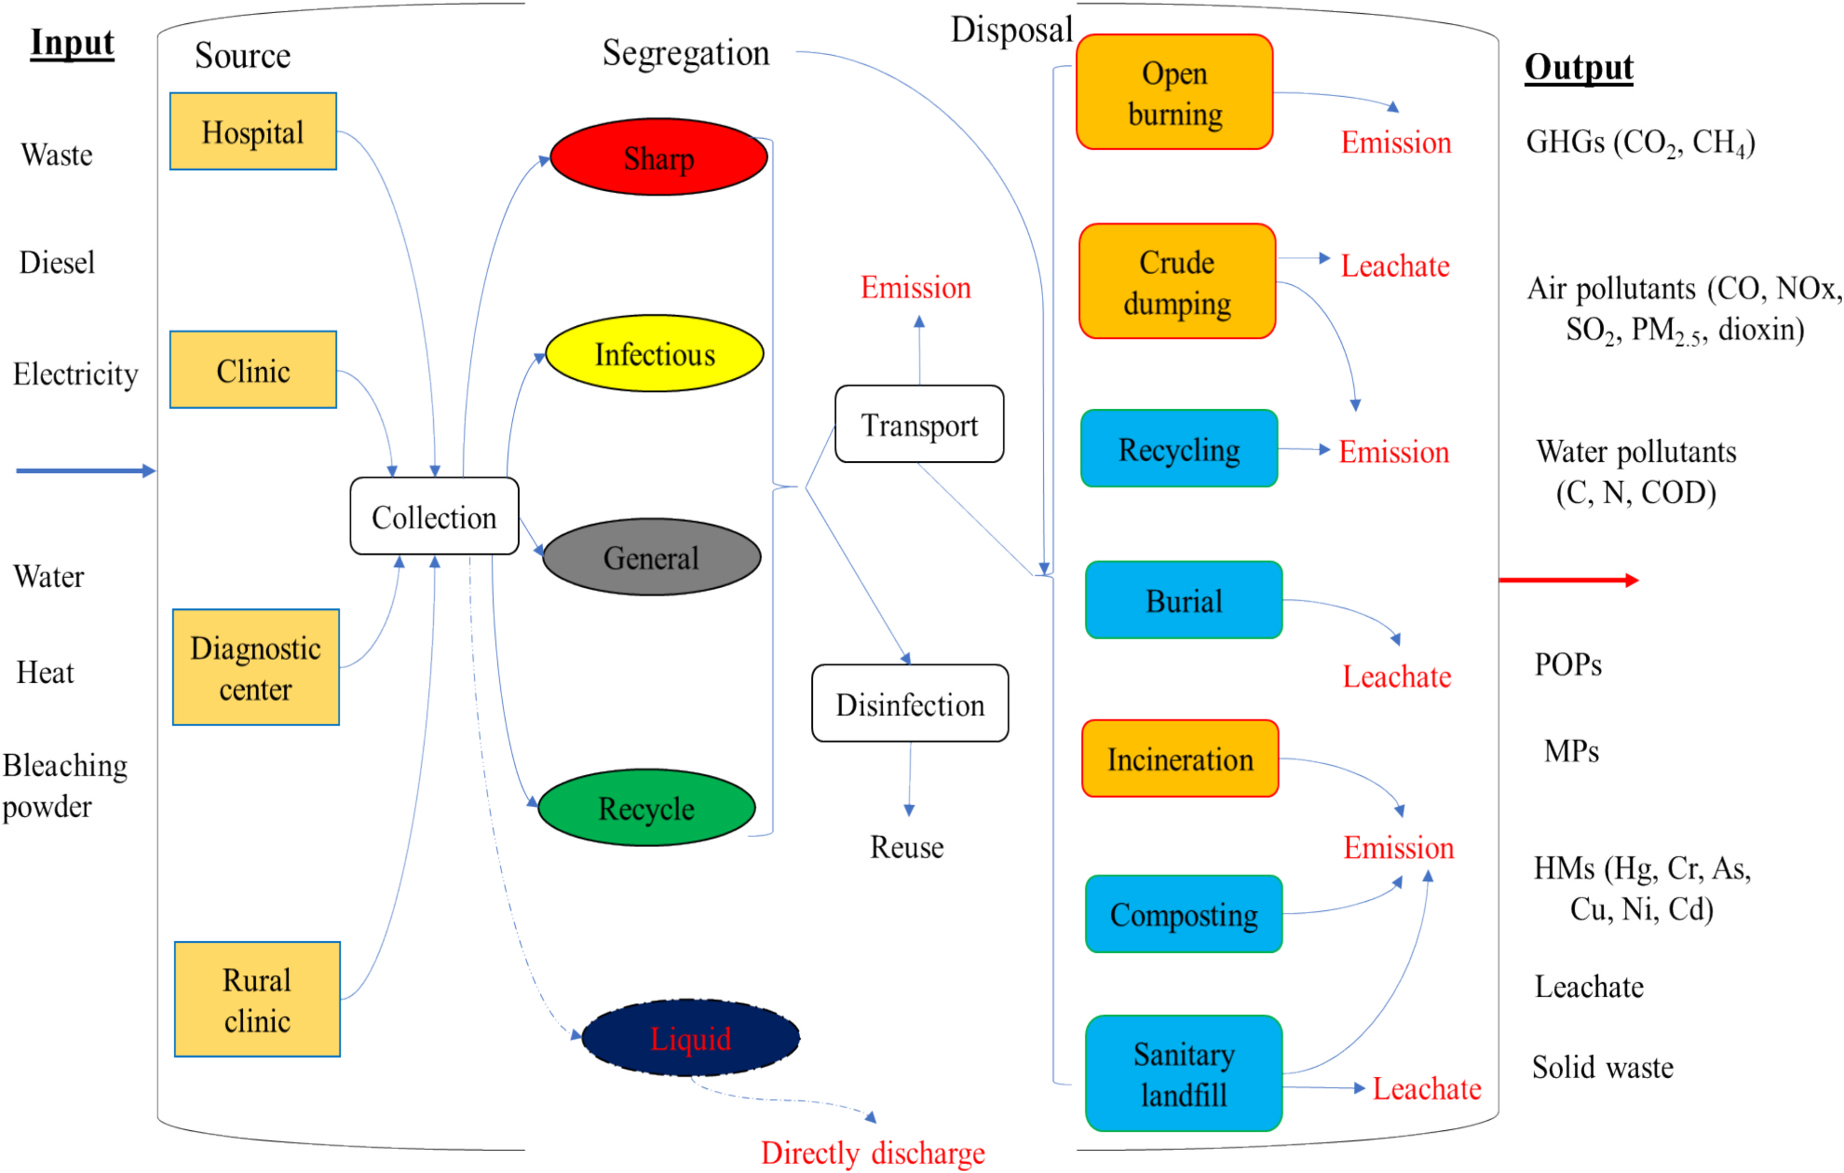 Input
Waste
Diesel
Electricity
Water
Heat
Bleaching
powder
Source
Hospital
Clinic
Diagnostic
center
Rural
clinic
Collection
Segregation
Sharp
Infectious
General
Recycle
Liquid
Directly discharge
Emission
Transport
Disinfection
Reuse
Disposal
Open
burning
Emission
Crude
dumping
Leachate
Recycling
Emission
Burial
Leachate
Incineration
Emission
Composting
Sanitary
landfill
Leachate
Output
GHGs (CO₂, CH₄)
Air pollutants (CO, NOx,
SO₂, PM₂.₅, dioxin)
Water pollutants
(C, N, COD)
POPs
MPs
HMs (Hg, Cr, As,
Cu, Ni, Cd)
Leachate
Solid waste